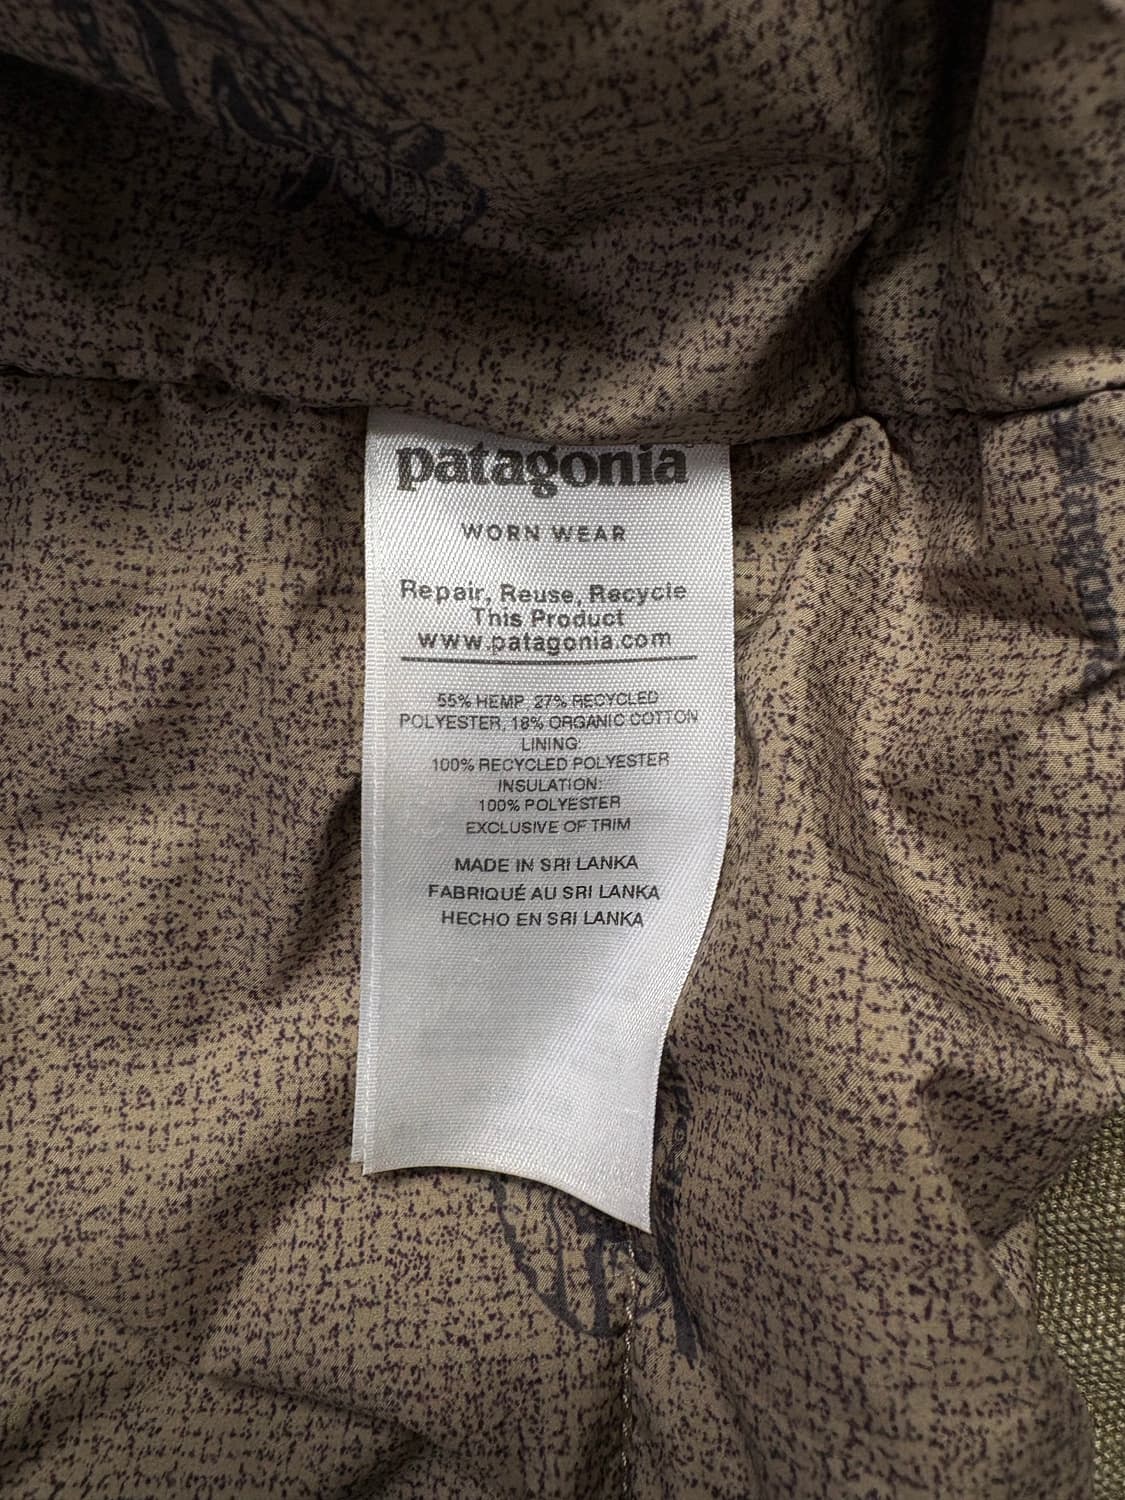 patagonia
WORN WEAR
Repair, Reuse, Recycle
This Product
www.patagonia.com
55% HEMP, 27% RECYCLED
POLYESTER, 18% ORGANIC COTTON
LINING:
100% RECYCLED POLYESTER
INSULATION:
100% POLYESTER
EXCLUSIVE OF TRIM
MADE IN SRI LANKA
FABRIQUÉ AU SRI LANKA
HECHO EN SRI LANKA